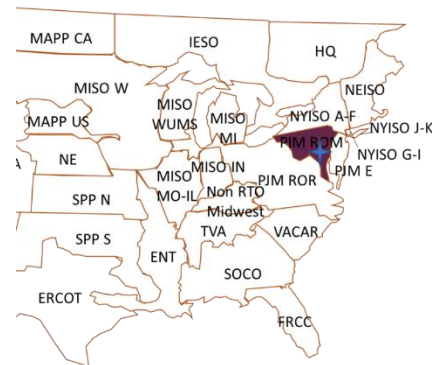 MAPP CA
IESO
HQ
MISO W
NEISO
MISO
WUMS
MISO
MI
NYISO A-F
MAPP US
NYISO J-K
PJM ROM
NE
MISO IN
NYISO G-I
A
MISO
MO-IL
PJM ROR
PJM E
SPP N
Non RTO
Midwest
SPP S
TVA
VACAR
ENT
SOCO
ERCOT
FRCC